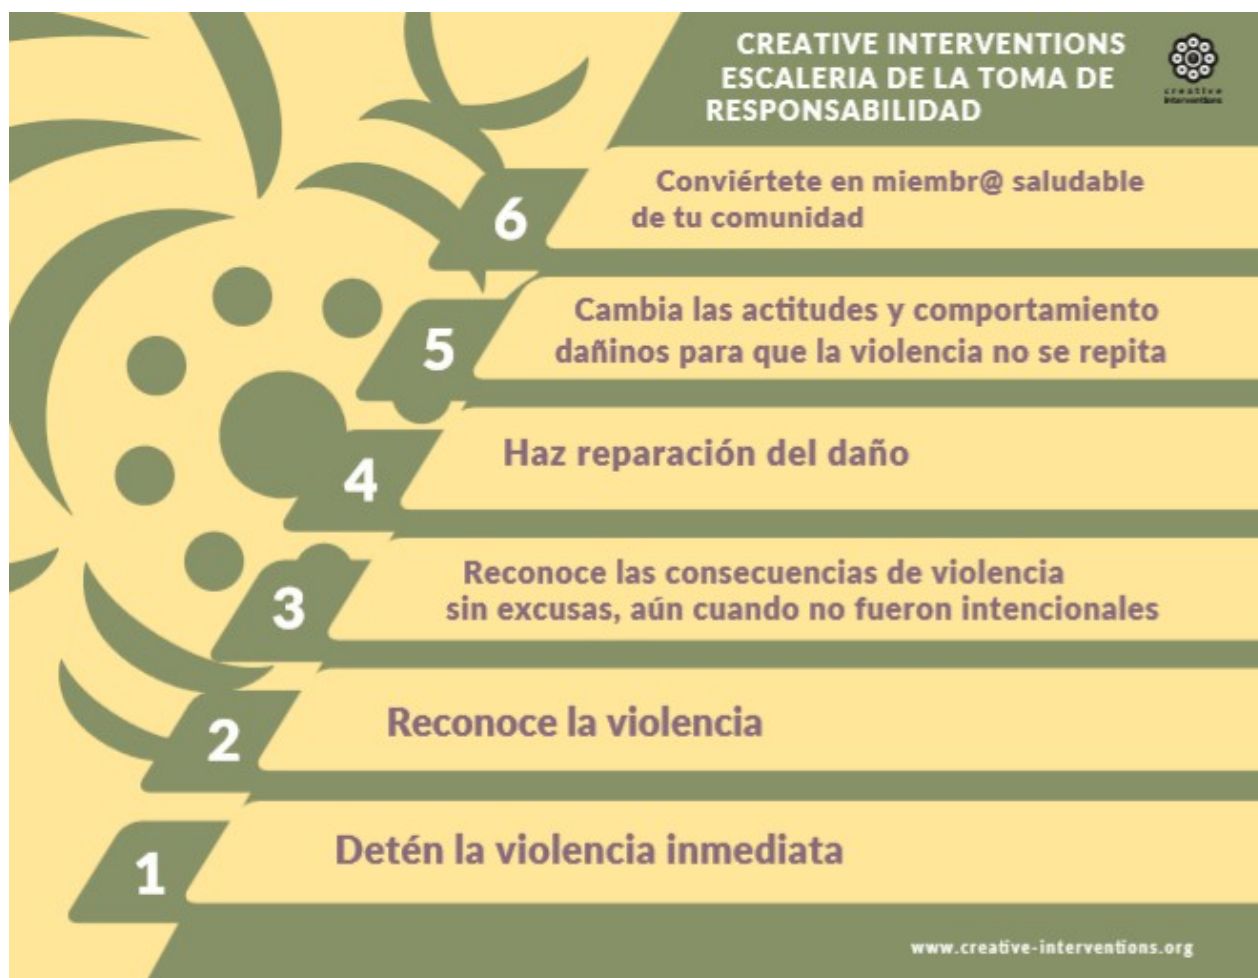 CREATIVE INTERVENTIONS
ESCALERIA DE LA TOMA DE
RESPONSABILIDAD
creative
interventions
6
Conviértete en miembr@ saludable
de tu comunidad
5
Cambia las actitudes y comportamiento
dañinos para que la violencia no se repita
4
Haz reparación del daño
3
Reconoce las consecuencias de violencia
sin excusas, aún cuando no fueron intencionales
2
Reconoce la violencia
1
Detén la violencia inmediata
www.creative-interventions.org